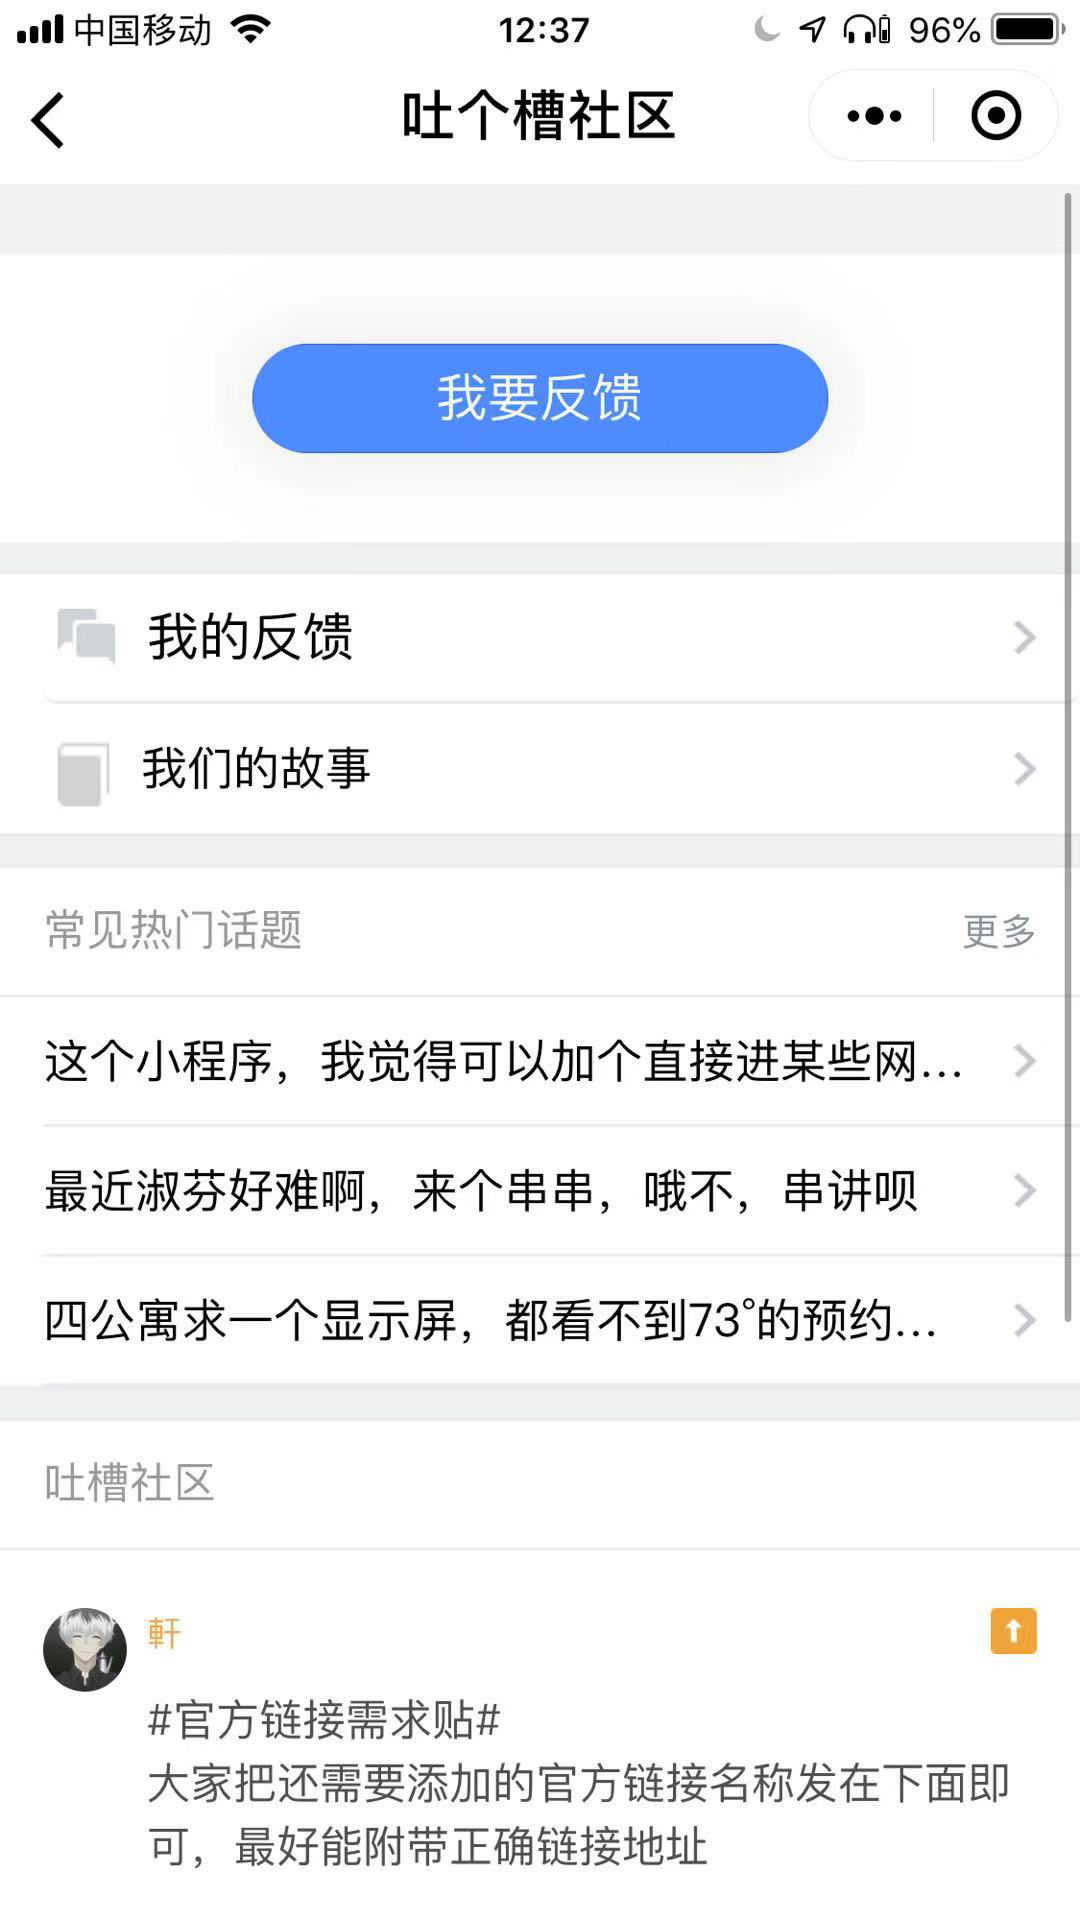 中国移动 12:37 96%
吐个槽社区
我要反馈
我的反馈
我们的故事
常见热门话题 更多
这个小程序，我觉得可以加个直接进某些网...
最近淑芬好难啊，来个串串，哦不，串讲呗
四公寓求一个显示屏，都看不到73°的预约...
吐槽社区
軒
#官方链接需求贴#
大家把还需要添加的官方链接名称发在下面即
可，最好能附带正确链接地址